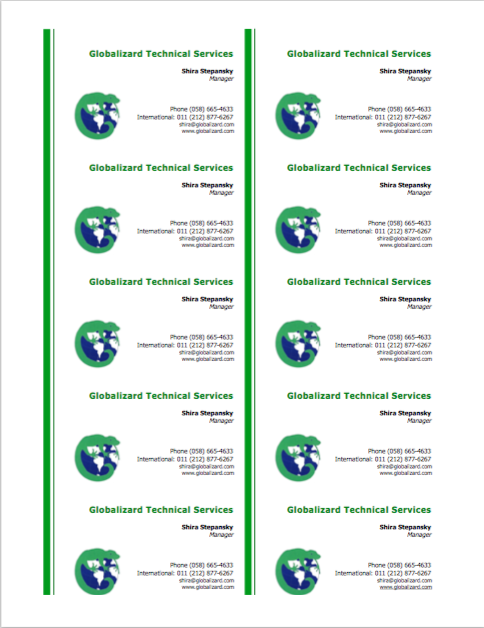 Globalizard Technical Services
Shira Stepansky
Manager
Phone (058) 665-4633
International: 011 (212) 877-6267
shira@globalizard.com
www.globalizard.com
Globalizard Technical Services
Shira Stepansky
Manager
Phone (058) 665-4633
International: 011 (212) 877-6267
shira@globalizard.com
www.globalizard.com
Globalizard Technical Services
Shira Stepansky
Manager
Phone (058) 665-4633
International: 011 (212) 877-6267
shira@globalizard.com
www.globalizard.com
Globalizard Technical Services
Shira Stepansky
Manager
Phone (058) 665-4633
International: 011 (212) 877-6267
shira@globalizard.com
www.globalizard.com
Globalizard Technical Services
Shira Stepansky
Manager
Phone (058) 665-4633
International: 011 (212) 877-6267
shira@globalizard.com
www.globalizard.com
Globalizard Technical Services
Shira Stepansky
Manager
Phone (058) 665-4633
International: 011 (212) 877-6267
shira@globalizard.com
www.globalizard.com
Globalizard Technical Services
Shira Stepansky
Manager
Phone (058) 665-4633
International: 011 (212) 877-6267
shira@globalizard.com
www.globalizard.com
Globalizard Technical Services
Shira Stepansky
Manager
Phone (058) 665-4633
International: 011 (212) 877-6267
shira@globalizard.com
www.globalizard.com
Globalizard Technical Services
Shira Stepansky
Manager
Phone (058) 665-4633
International: 011 (212) 877-6267
shira@globalizard.com
www.globalizard.com
Globalizard Technical Services
Shira Stepansky
Manager
Phone (058) 665-4633
International: 011 (212) 877-6267
shira@globalizard.com
www.globalizard.com